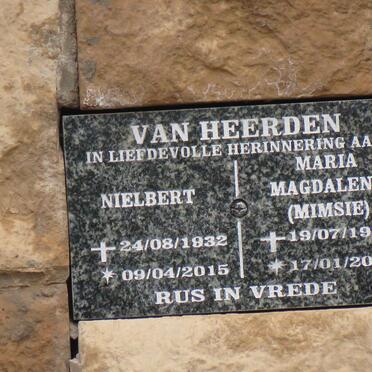 VAN HEERDEN
IN LIEFDEVOLLE HERINNERING AA
NIELBERT
24/08/1932
09/04/2015
MARIA
MAGDALEN
(MIMSIE)
19/07/19
17/01/20
RUS IN VREDE